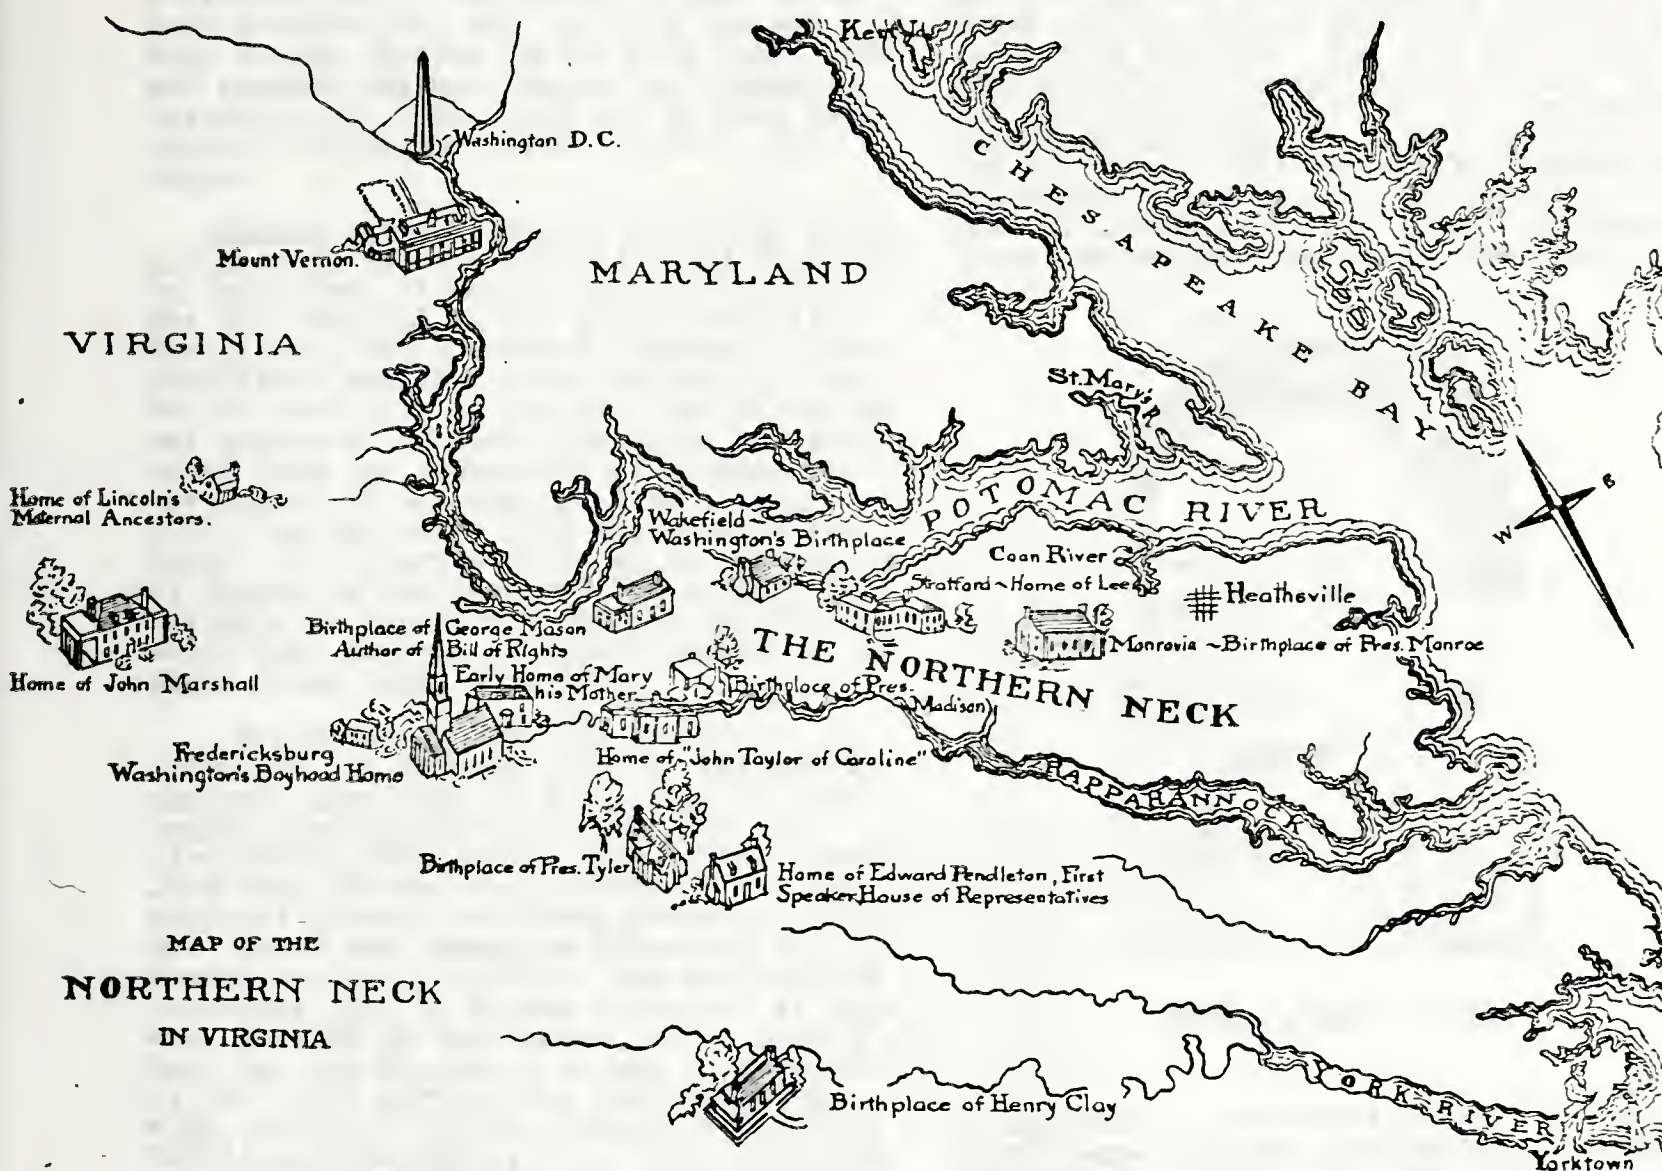 Kent Id.
Washington D.C.
CHESAPEAKE BAY
Mount Vernon.
MARYLAND
VIRGINIA
St. Mary's R
Home of Lincoln's
Maternal Ancestors.
POTOMAC RIVER
W
E
Wakefield ~
Washington's Birthplace
Coan River
Stratford ~ Home of Lee
Heathsville
Birthplace of George Mason
Author of Bill of Rights
THE NORTHERN NECK
Monrovia ~ Birthplace of Pres. Monroe
Early Home of Mary
his Mother
Home of John Marshall
Birthplace of Pres.
Madison
Fredericksburg
Washington's Boyhood Home
Home of "John Taylor of Caroline"
RAPPAHANNOCK
Birthplace of Pres. Tyler
Home of Edward Pendleton, First
Speaker, House of Representatives
MAP OF THE
NORTHERN NECK
IN VIRGINIA
Birthplace of Henry Clay
YORK RIVER
Yorktown